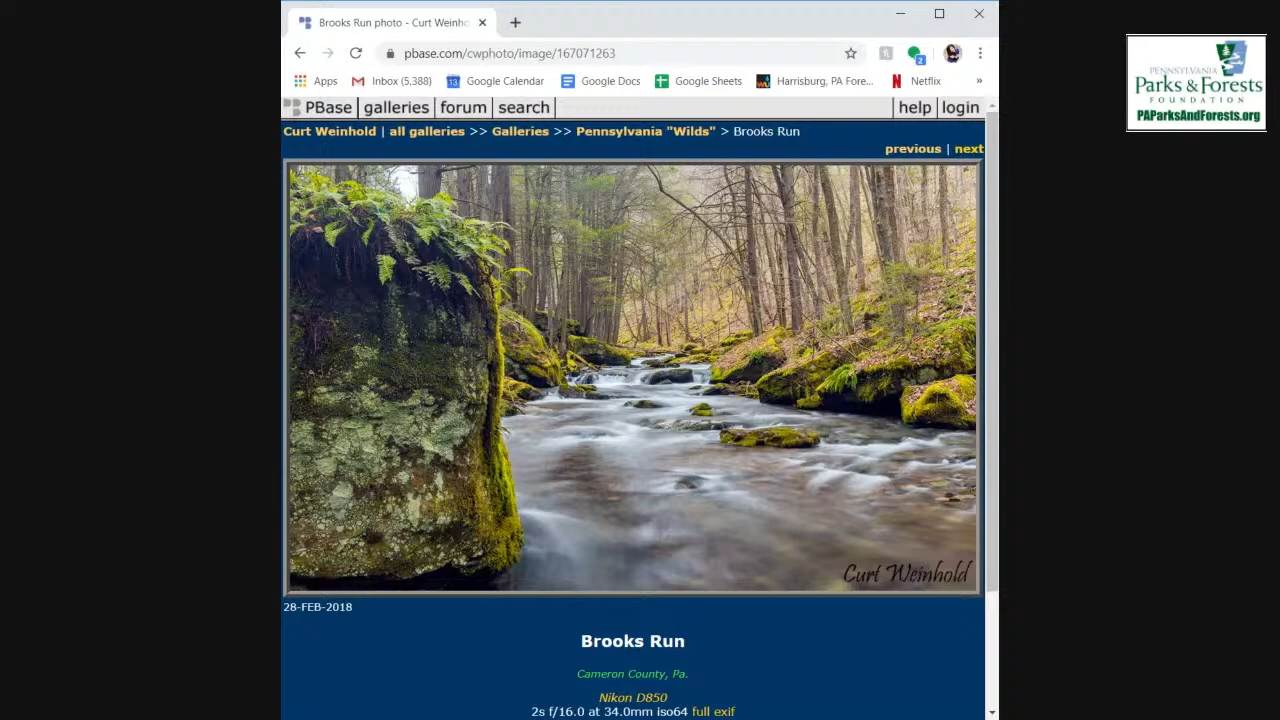 Brooks Run photo - Curt Weinho
pbase.com/cwphoto/image/167071263
2
Apps
Inbox (5,388)
13
Google Calendar
Google Docs
Google Sheets
WU
Harrisburg, PA Fore...
N
Netflix
»
PBase
galleries
forum
search
help
login
Curt Weinhold | all galleries >> Galleries >> Pennsylvania "Wilds" > Brooks Run
previous | next
Curt Weinhold
28-FEB-2018
Brooks Run
Cameron County, Pa.
Nikon D850
2s f/16.0 at 34.0mm iso64 full exif
PENNSYLVANIA
Parks & Forests
FOUNDATION
PAParksAndForests.org